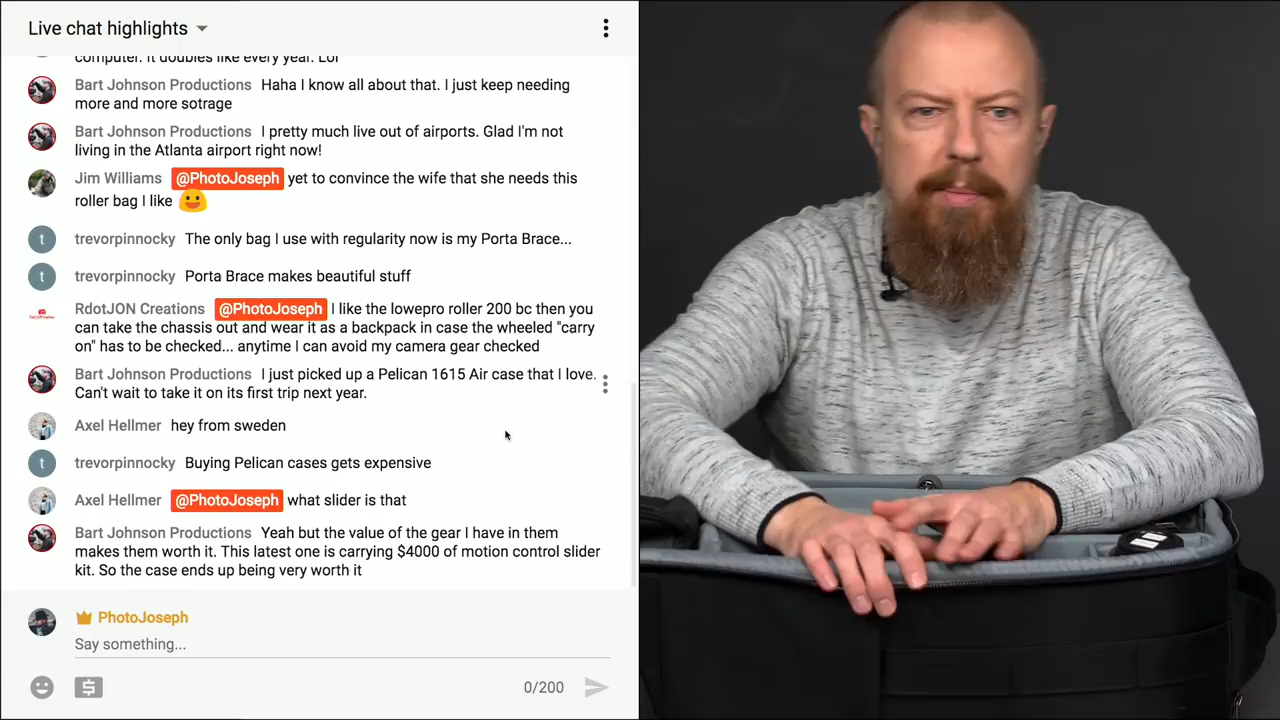 Live chat highlights
computer. It doubles like every year. Lol
Bart Johnson Productions Haha I know all about that. I just keep needing
more and more sotrage
Bart Johnson Productions I pretty much live out of airports. Glad I'm not
living in the Atlanta airport right now!
Jim Williams @PhotoJoseph yet to convince the wife that she needs this
roller bag I like
t trevorpinnocky The only bag I use with regularity now is my Porta Brace...
t trevorpinnocky Porta Brace makes beautiful stuff
RdotJON Creations @PhotoJoseph I like the lowepro roller 200 bc then you
can take the chassis out and wear it as a backpack in case the wheeled "carry
on" has to be checked... anytime I can avoid my camera gear checked
Bart Johnson Productions I just picked up a Pelican 1615 Air case that I love.
Can't wait to take it on its first trip next year.
Axel Hellmer hey from sweden
t trevorpinnocky Buying Pelican cases gets expensive
Axel Hellmer @PhotoJoseph what slider is that
Bart Johnson Productions Yeah but the value of the gear I have in them
makes them worth it. This latest one is carrying $4000 of motion control slider
kit. So the case ends up being very worth it
PhotoJoseph
Say something...
$ 0/200